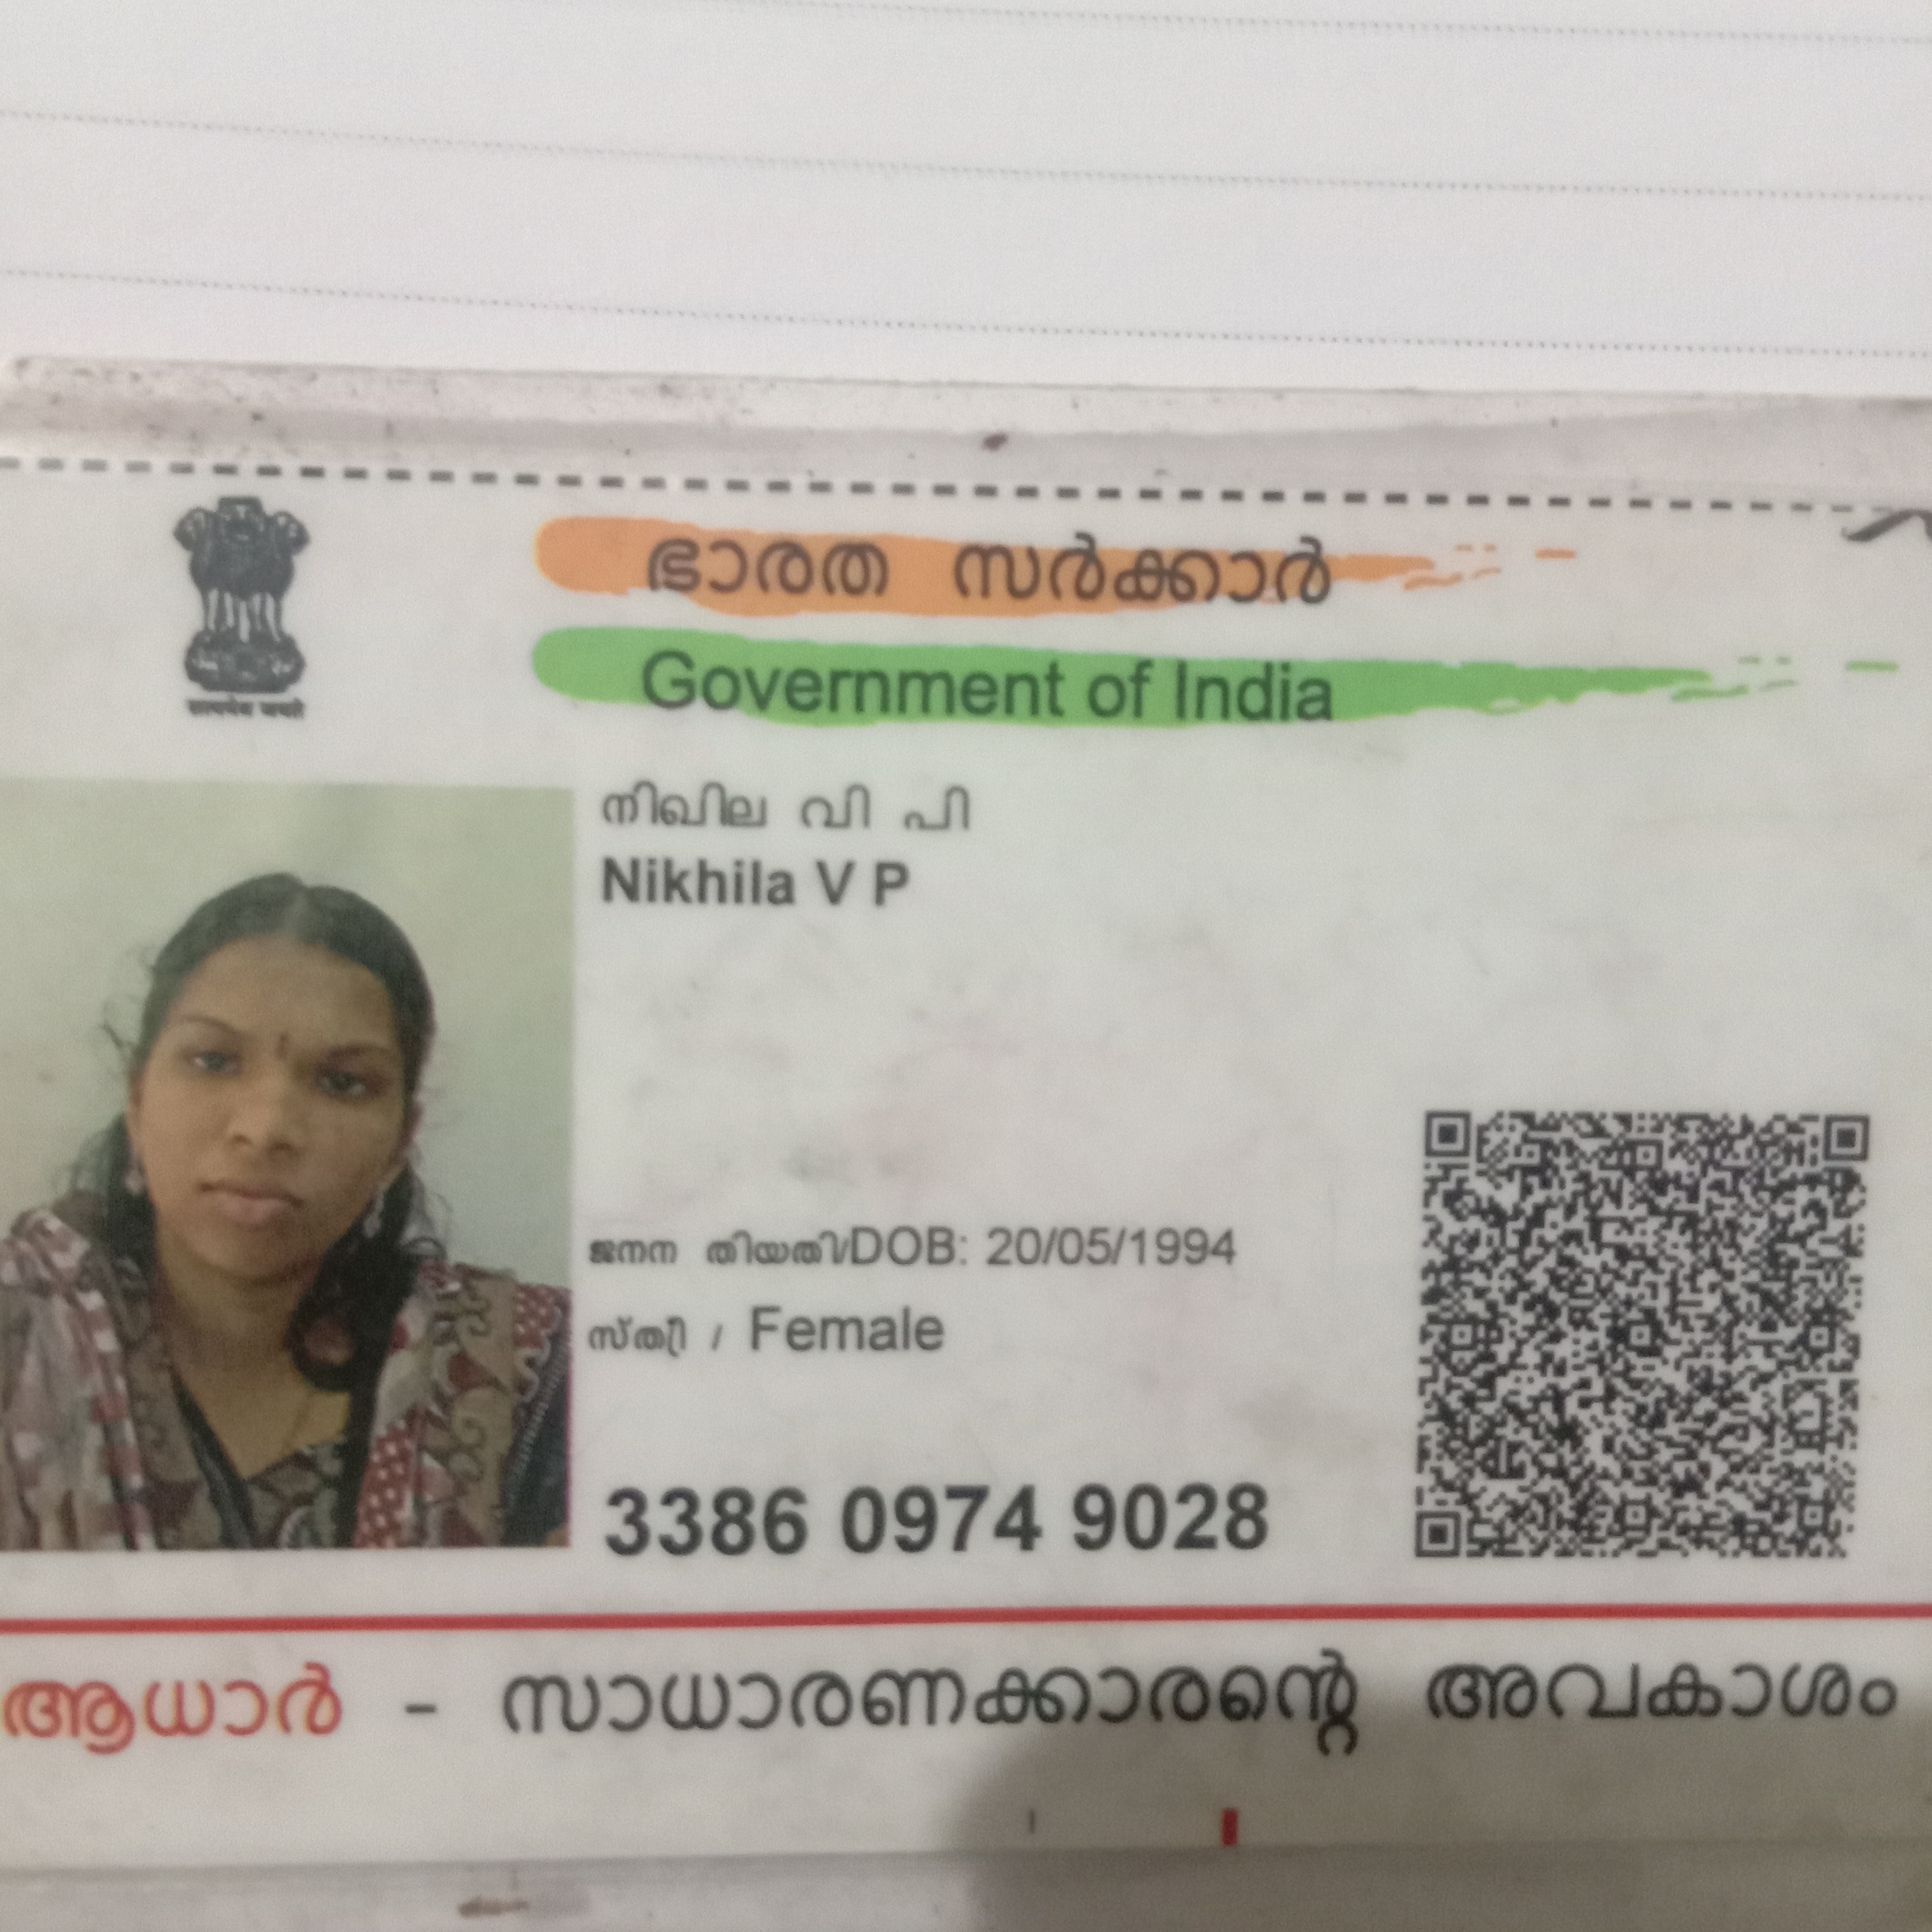 ഭാരത സർക്കാർ
Government of India
सत्यमेव जयते
നിഖില വി പി
Nikhila V P
ജനന തിയതി/DOB: 20/05/1994
സ്ത്രീ / Female
3386 0974 9028
ആധാർ - സാധാരണക്കാരന്റെ അവകാശം